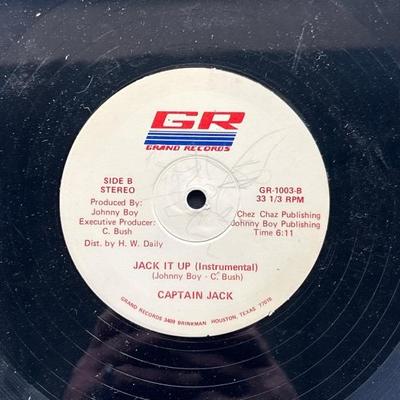 GR
GRAND RECORDS
SIDE B
STEREO
Produced By:
Johnny Boy
Executive Producer:
C. Bush
Dist. by H. W. Daily
GR-1003-B
33 1/3 RPM
Chez Chaz Publishing
Johnny Boy Publishing
Time 6:11
JACK IT UP (Instrumental)
(Johnny Boy - C. Bush)
CAPTAIN JACK
GRAND RECORDS 3409 BRINKMAN HOUSTON, TEXAS 77018